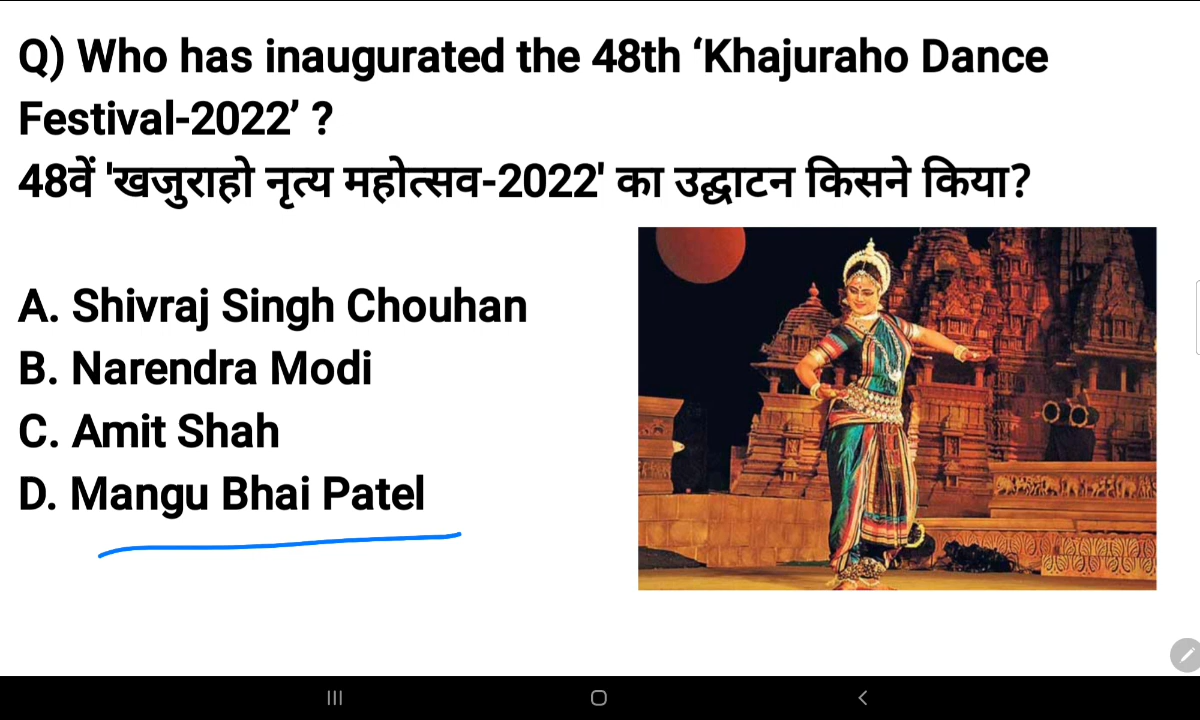 Q) Who has inaugurated the 48th ‘Khajuraho Dance
Festival-2022’ ?
48वें 'खजुराहो नृत्य महोत्सव-2022' का उद्घाटन किसने किया?
A. Shivraj Singh Chouhan
B. Narendra Modi
C. Amit Shah
D. Mangu Bhai Patel